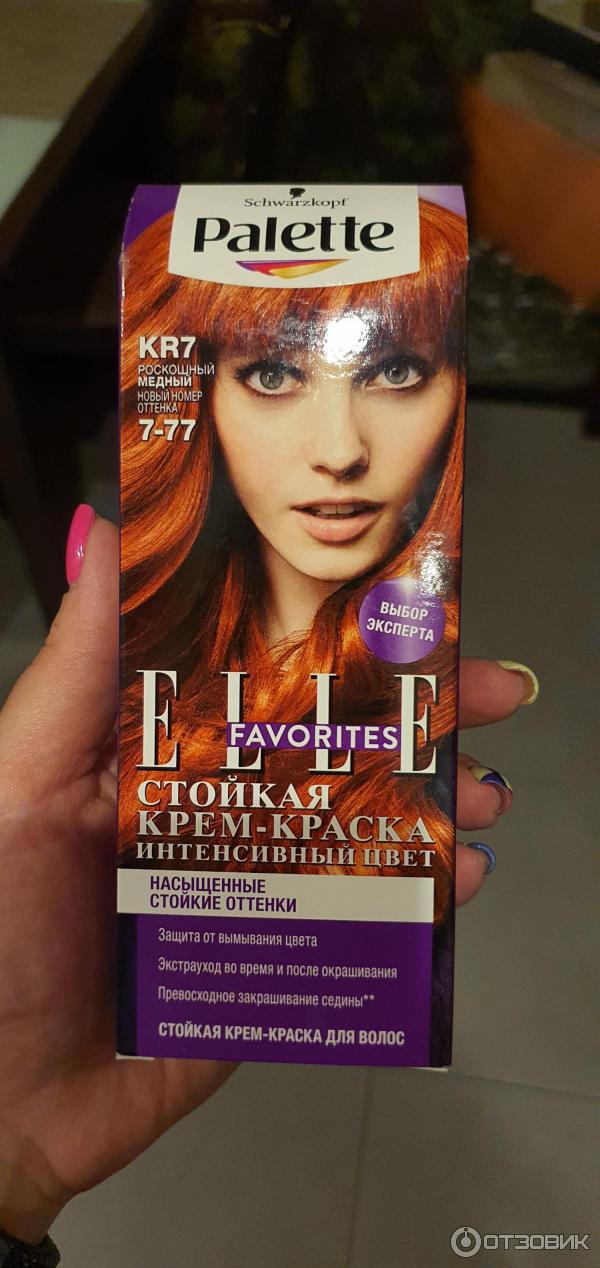 Schwarzkopf
Palette
KR7
РОСКОШНЫЙ
МЕДНЫЙ
НОВЫЙ НОМЕР
ОТТЕНКА
7-77
ВЫБОР
ЭКСПЕРТА
ELLE
FAVORITES
СТОЙКАЯ
КРЕМ-КРАСКА
ИНТЕНСИВНЫЙ ЦВЕТ
НАСЫЩЕННЫЕ
СТОЙКИЕ ОТТЕНКИ
Защита от вымывания цвета
Экстрауход во время и после окрашивания
Превосходное закрашивание седины**
СТОЙКАЯ КРЕМ-КРАСКА ДЛЯ ВОЛОС
ОТЗОВИК